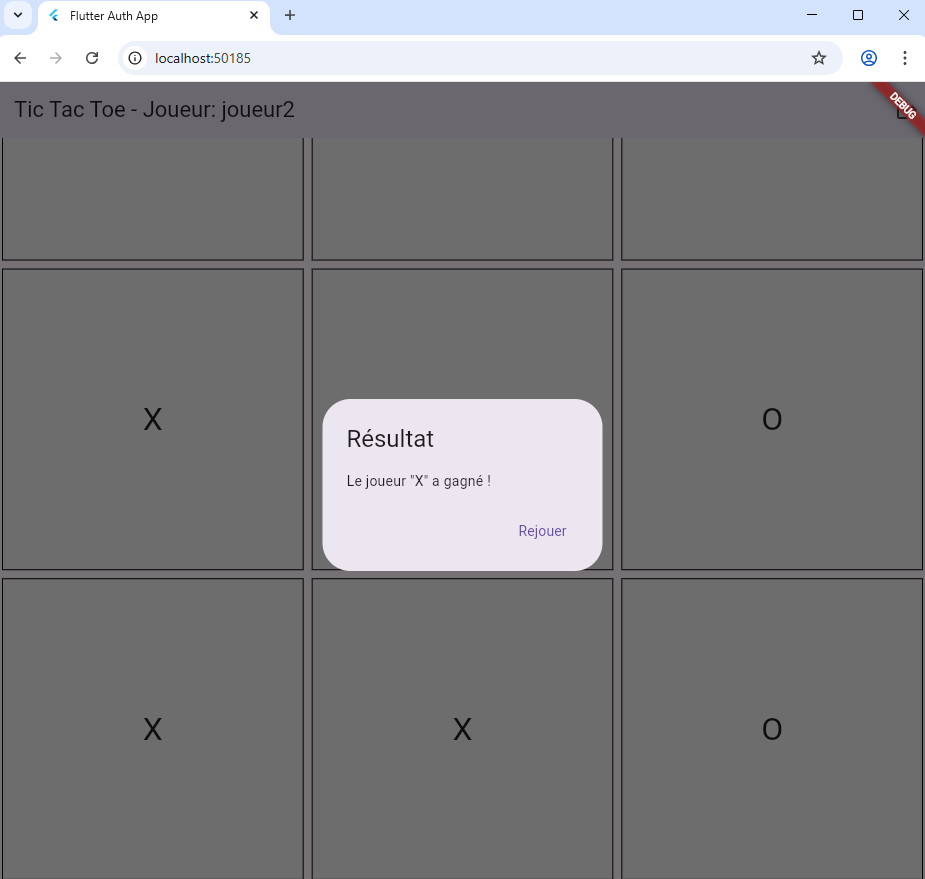 Flutter Auth App
localhost:50185
Tic Tac Toe - Joueur: joueur2
DEBUG
X
O
Résultat
Le joueur "X" a gagné !
Rejouer
X
X
O